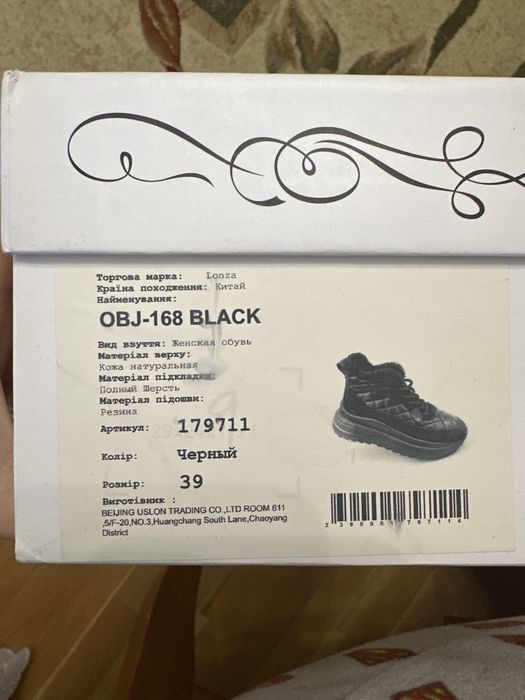 Торгова марка: Lonza
Країна походження: Китай
Найменування:
OBJ-168 BLACK
Вид взуття: Женская обувь
Матеріал верху:
Кожа натуральная
Матеріал підкладки:
Полный Шерсть
Матеріал підошви:
Резина
Артикул: 179711
Колір: Черный
Розмір: 39
Виготівник :
BEIJING USLON TRADING CO.,LTD ROOM 611
,5/F-20,NO.3,Huangchang South Lane,Chaoyang
District